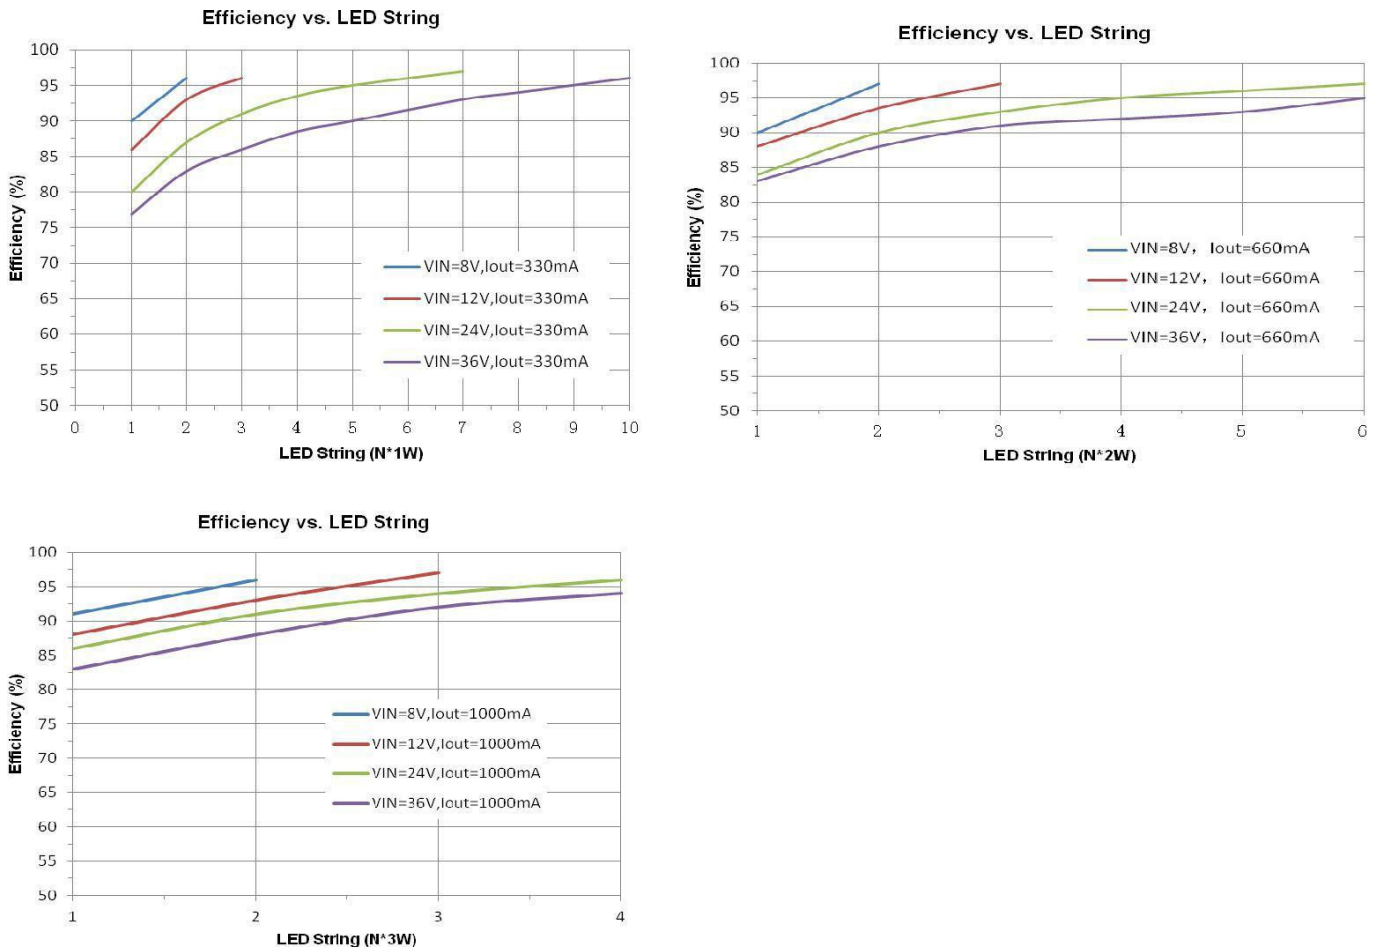 Efficiency vs. LED String
100
95
90
85
80
75
70
65
60
55
50
Efficiency (%)
VIN=8V,Iout=330mA
VIN=12V,Iout=330mA
VIN=24V,Iout=330mA
VIN=36V,Iout=330mA
0 1 2 3 4 5 6 7 8 9 10
LED String (N*1W)
Efficiency vs. LED String
100
95
90
85
80
75
70
65
60
55
50
Efficiency (%)
VIN=8V， Iout=660mA
VIN=12V， Iout=660mA
VIN=24V， Iout=660mA
VIN=36V， Iout=660mA
1 2 3 4 5 6
LED String (N*2W)
Efficiency vs. LED String
100
95
90
85
80
75
70
65
60
55
50
Efficiency (%)
VIN=8V,Iout=1000mA
VIN=12V,Iout=1000mA
VIN=24V,Iout=1000mA
VIN=36V,Iout=1000mA
1 2 3 4
LED String (N*3W)